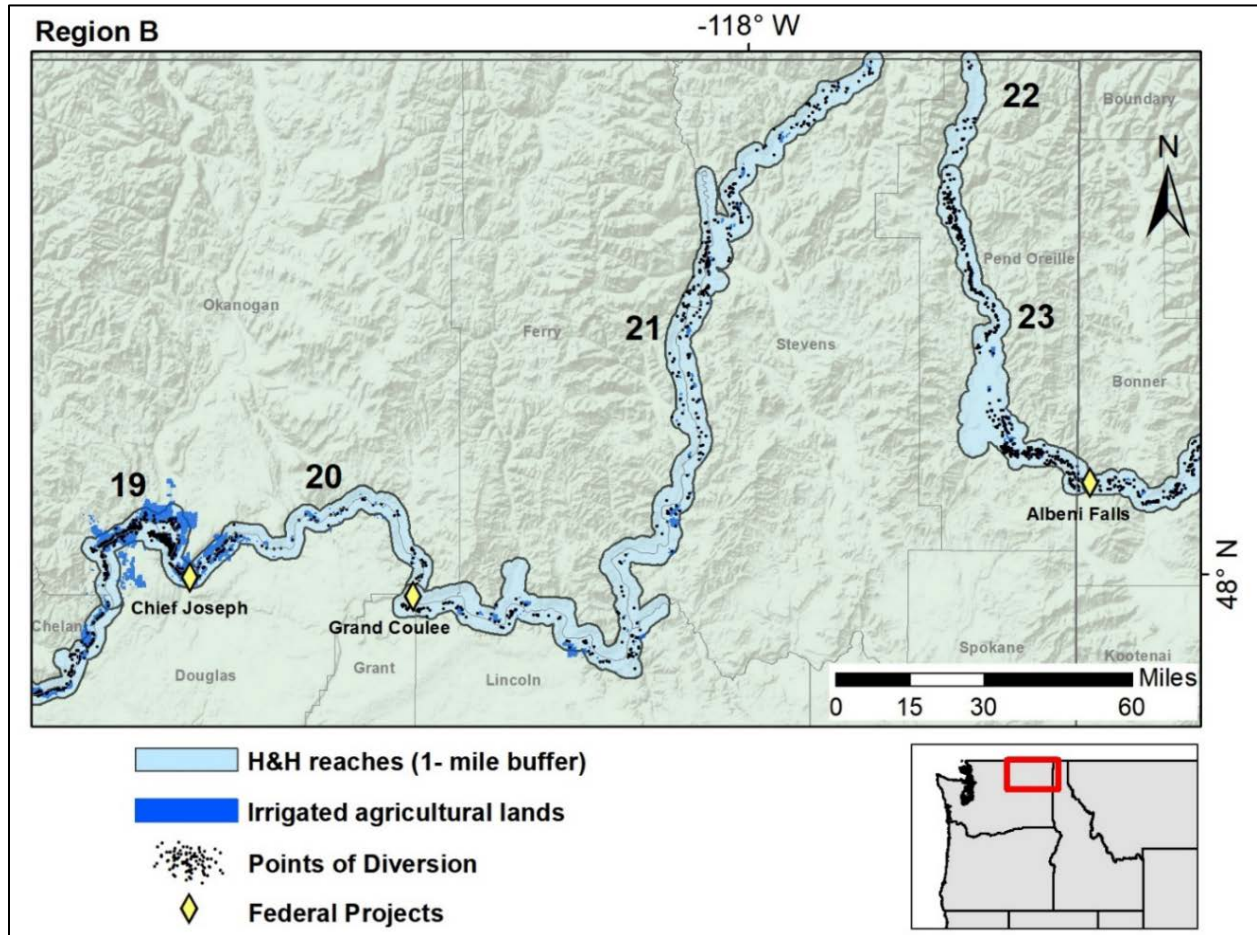 Region B
-118° W
22
Boundary
N
Pend Oreille
Okanogan
Ferry
21
Stevens
23
Bonner
19
20
Albeni Falls
Chief Joseph
Grand Coulee
48° N
Chelan
Douglas
Grant
Lincoln
Spokane
Kootenai
Miles
0 15 30 60
H&H reaches (1- mile buffer)
Irrigated agricultural lands
Points of Diversion
Federal Projects